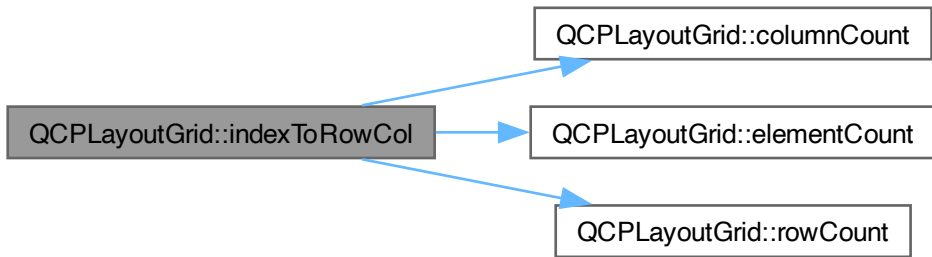 QCPLayoutGrid::columnCount
QCPLayoutGrid::indexToRowCol
QCPLayoutGrid::elementCount
QCPLayoutGrid::rowCount